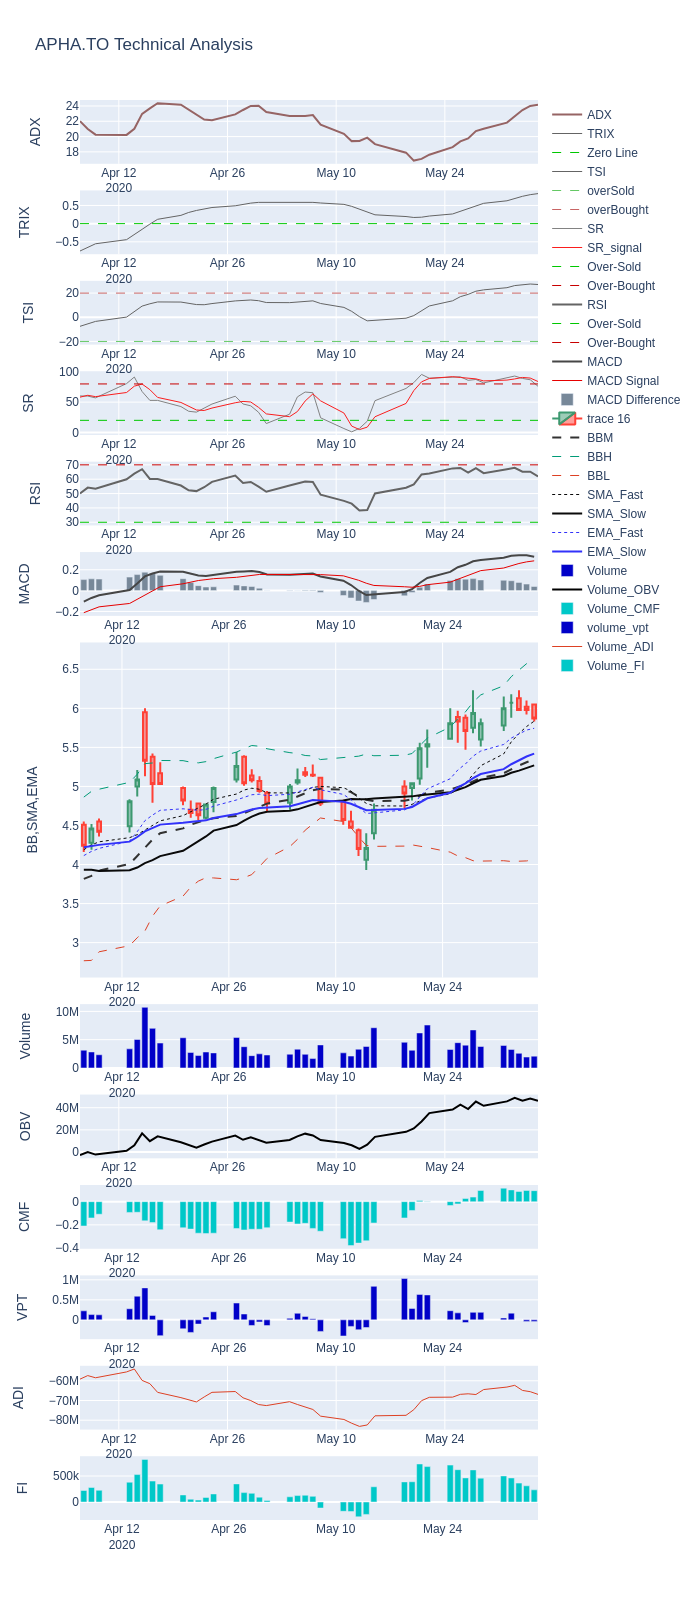 APHA.TO Technical Analysis
ADX
24
22
20
18
Apr 12
2020
Apr 26
May 10
May 24
TRIX
0.5
0
−0.5
Apr 12
2020
Apr 26
May 10
May 24
TSI
20
0
−20
Apr 12
2020
Apr 26
May 10
May 24
SR
100
50
0
Apr 12
2020
Apr 26
May 10
May 24
RSI
70
60
50
40
30
Apr 12
2020
Apr 26
May 10
May 24
MACD
0.2
0
−0.2
Apr 12
2020
Apr 26
May 10
May 24
BB,SMA,EMA
6.5
6
5.5
5
4.5
4
3.5
3
Apr 12
2020
Apr 26
May 10
May 24
Volume
10M
5M
0
Apr 12
2020
Apr 26
May 10
May 24
OBV
40M
20M
0
Apr 12
2020
Apr 26
May 10
May 24
CMF
0
−0.2
−0.4
Apr 12
2020
Apr 26
May 10
May 24
VPT
1M
0.5M
0
Apr 12
2020
Apr 26
May 10
May 24
ADI
−60M
−70M
−80M
Apr 12
2020
Apr 26
May 10
May 24
FI
500k
0
Apr 12
2020
Apr 26
May 10
May 24
ADX
TRIX
Zero Line
TSI
overSold
overBought
SR
SR_signal
Over-Sold
Over-Bought
RSI
Over-Sold
Over-Bought
MACD
MACD Signal
MACD Difference
trace 16
BBM
BBH
BBL
SMA_Fast
SMA_Slow
EMA_Fast
EMA_Slow
Volume
Volume_OBV
Volume_CMF
volume_vpt
Volume_ADI
Volume_FI